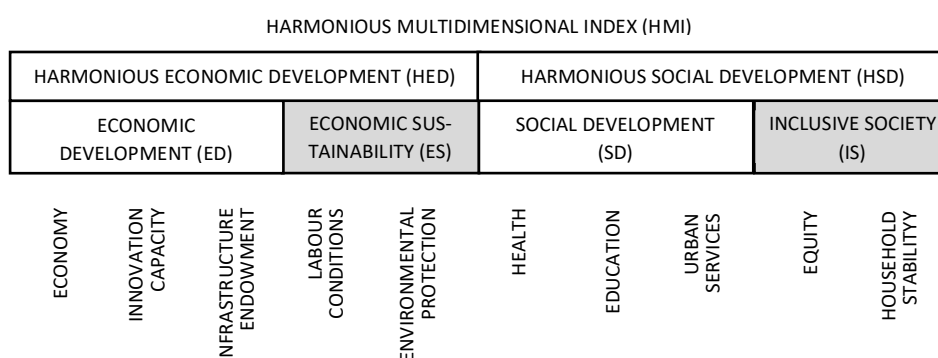 HARMONIOUS MULTIDIMENSIONAL INDEX (HMI)
HARMONIOUS ECONOMIC DEVELOPMENT (HED)
HARMONIOUS SOCIAL DEVELOPMENT (HSD)
ECONOMIC
DEVELOPMENT (ED)
ECONOMIC SUS-
TAINABILITY (ES)
SOCIAL DEVELOPMENT
(SD)
INCLUSIVE SOCIETY
(IS)
ECONOMY
INNOVATION
CAPACITY
NFRASTRUCTURE
ENDOWMENT
LABOUR
CONDITIONS
ENVIRONMENTAL
PROTECTION
HEALTH
EDUCATION
URBAN
SERVICES
EQUITY
HOUSEHOLD
STABILITYY